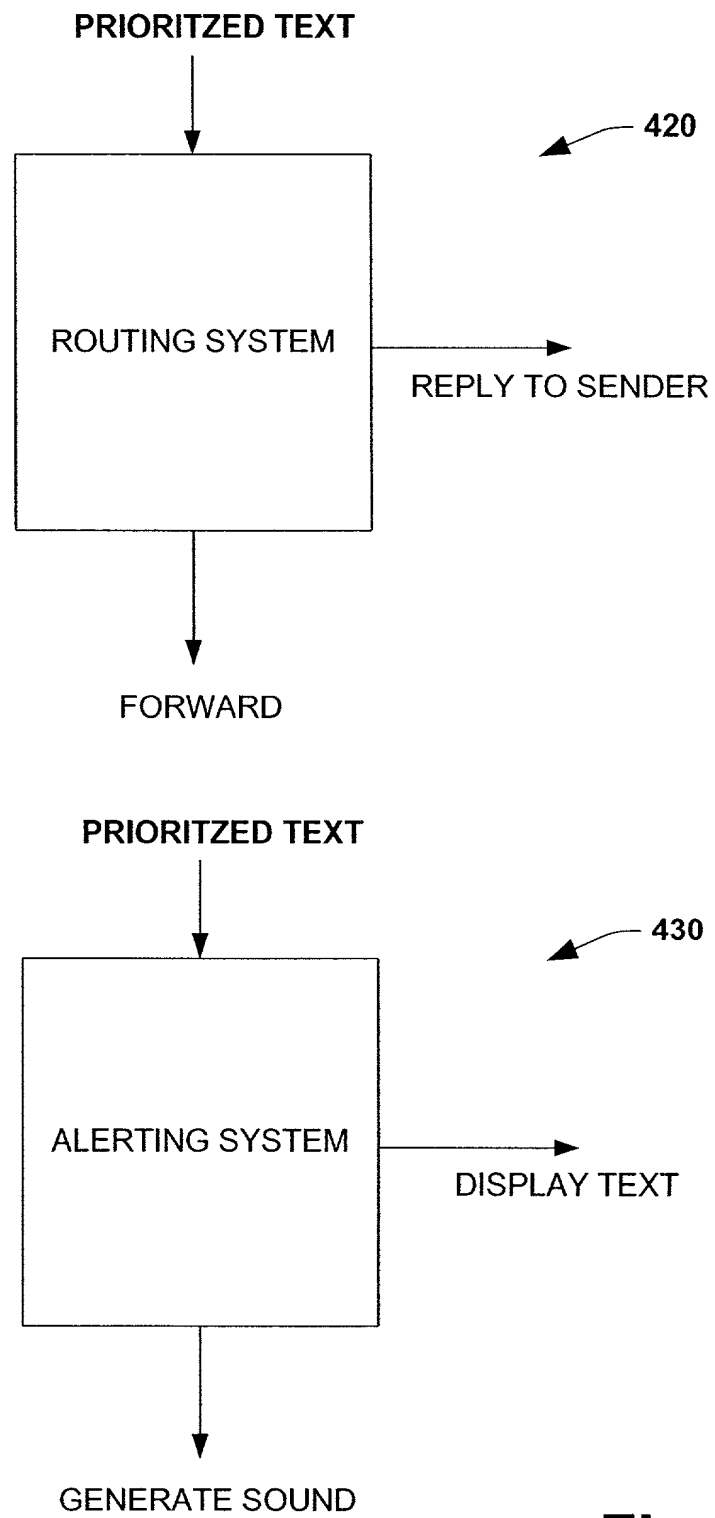 PRIORITZED TEXT
420
ROUTING SYSTEM
REPLY TO SENDER
FORWARD
PRIORITZED TEXT
430
ALERTING SYSTEM
DISPLAY TEXT
GENERATE SOUND